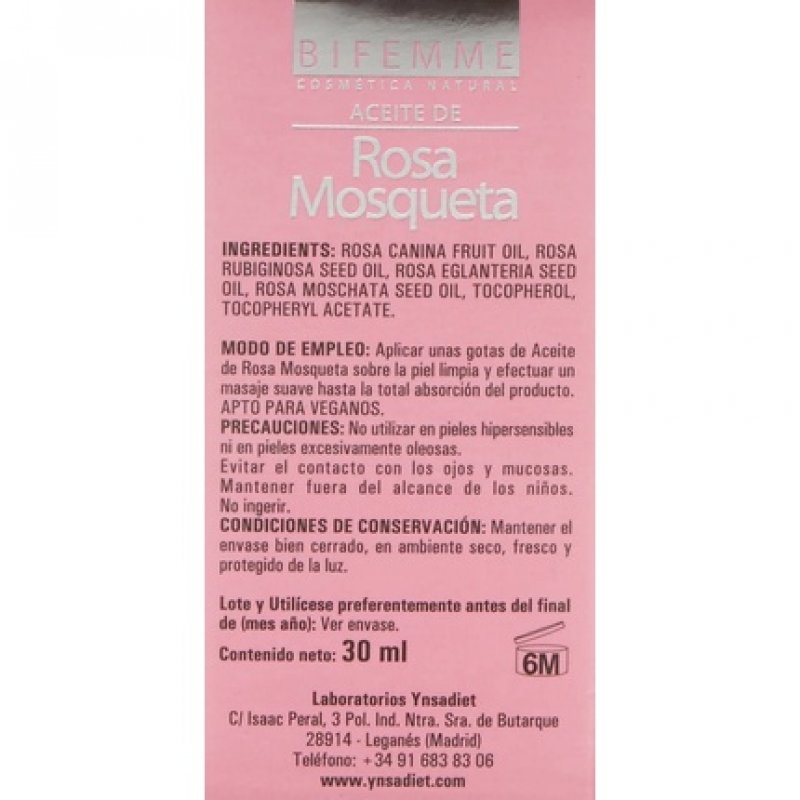 BIFEMME
COSMÉTICA NATURAL
ACEITE DE
Rosa
Mosqueta
INGREDIENTS: ROSA CANINA FRUIT OIL, ROSA
RUBIGINOSA SEED OIL, ROSA EGLANTERIA SEED
OIL, ROSA MOSCHATA SEED OIL, TOCOPHEROL,
TOCOPHERYL ACETATE.
MODO DE EMPLEO: Aplicar unas gotas de Aceite
de Rosa Mosqueta sobre la piel limpia y efectuar un
masaje suave hasta la total absorción del producto.
APTO PARA VEGANOS.
PRECAUCIONES: No utilizar en pieles hipersensibles
ni en pieles excesivamente oleosas.
Evitar el contacto con los ojos y mucosas.
Mantener fuera del alcance de los niños.
No ingerir.
CONDICIONES DE CONSERVACIÓN: Mantener el
envase bien cerrado, en ambiente seco, fresco y
protegido de la luz.
Lote y Utilícese preferentemente antes del final
de (mes año): Ver envase.
Contenido neto: 30 ml
6M
Laboratorios Ynsadiet
C/ Isaac Peral, 3 Pol. Ind. Ntra. Sra. de Butarque
28914 - Leganés (Madrid)
Teléfono: +34 91 683 83 06
www.ynsadiet.com